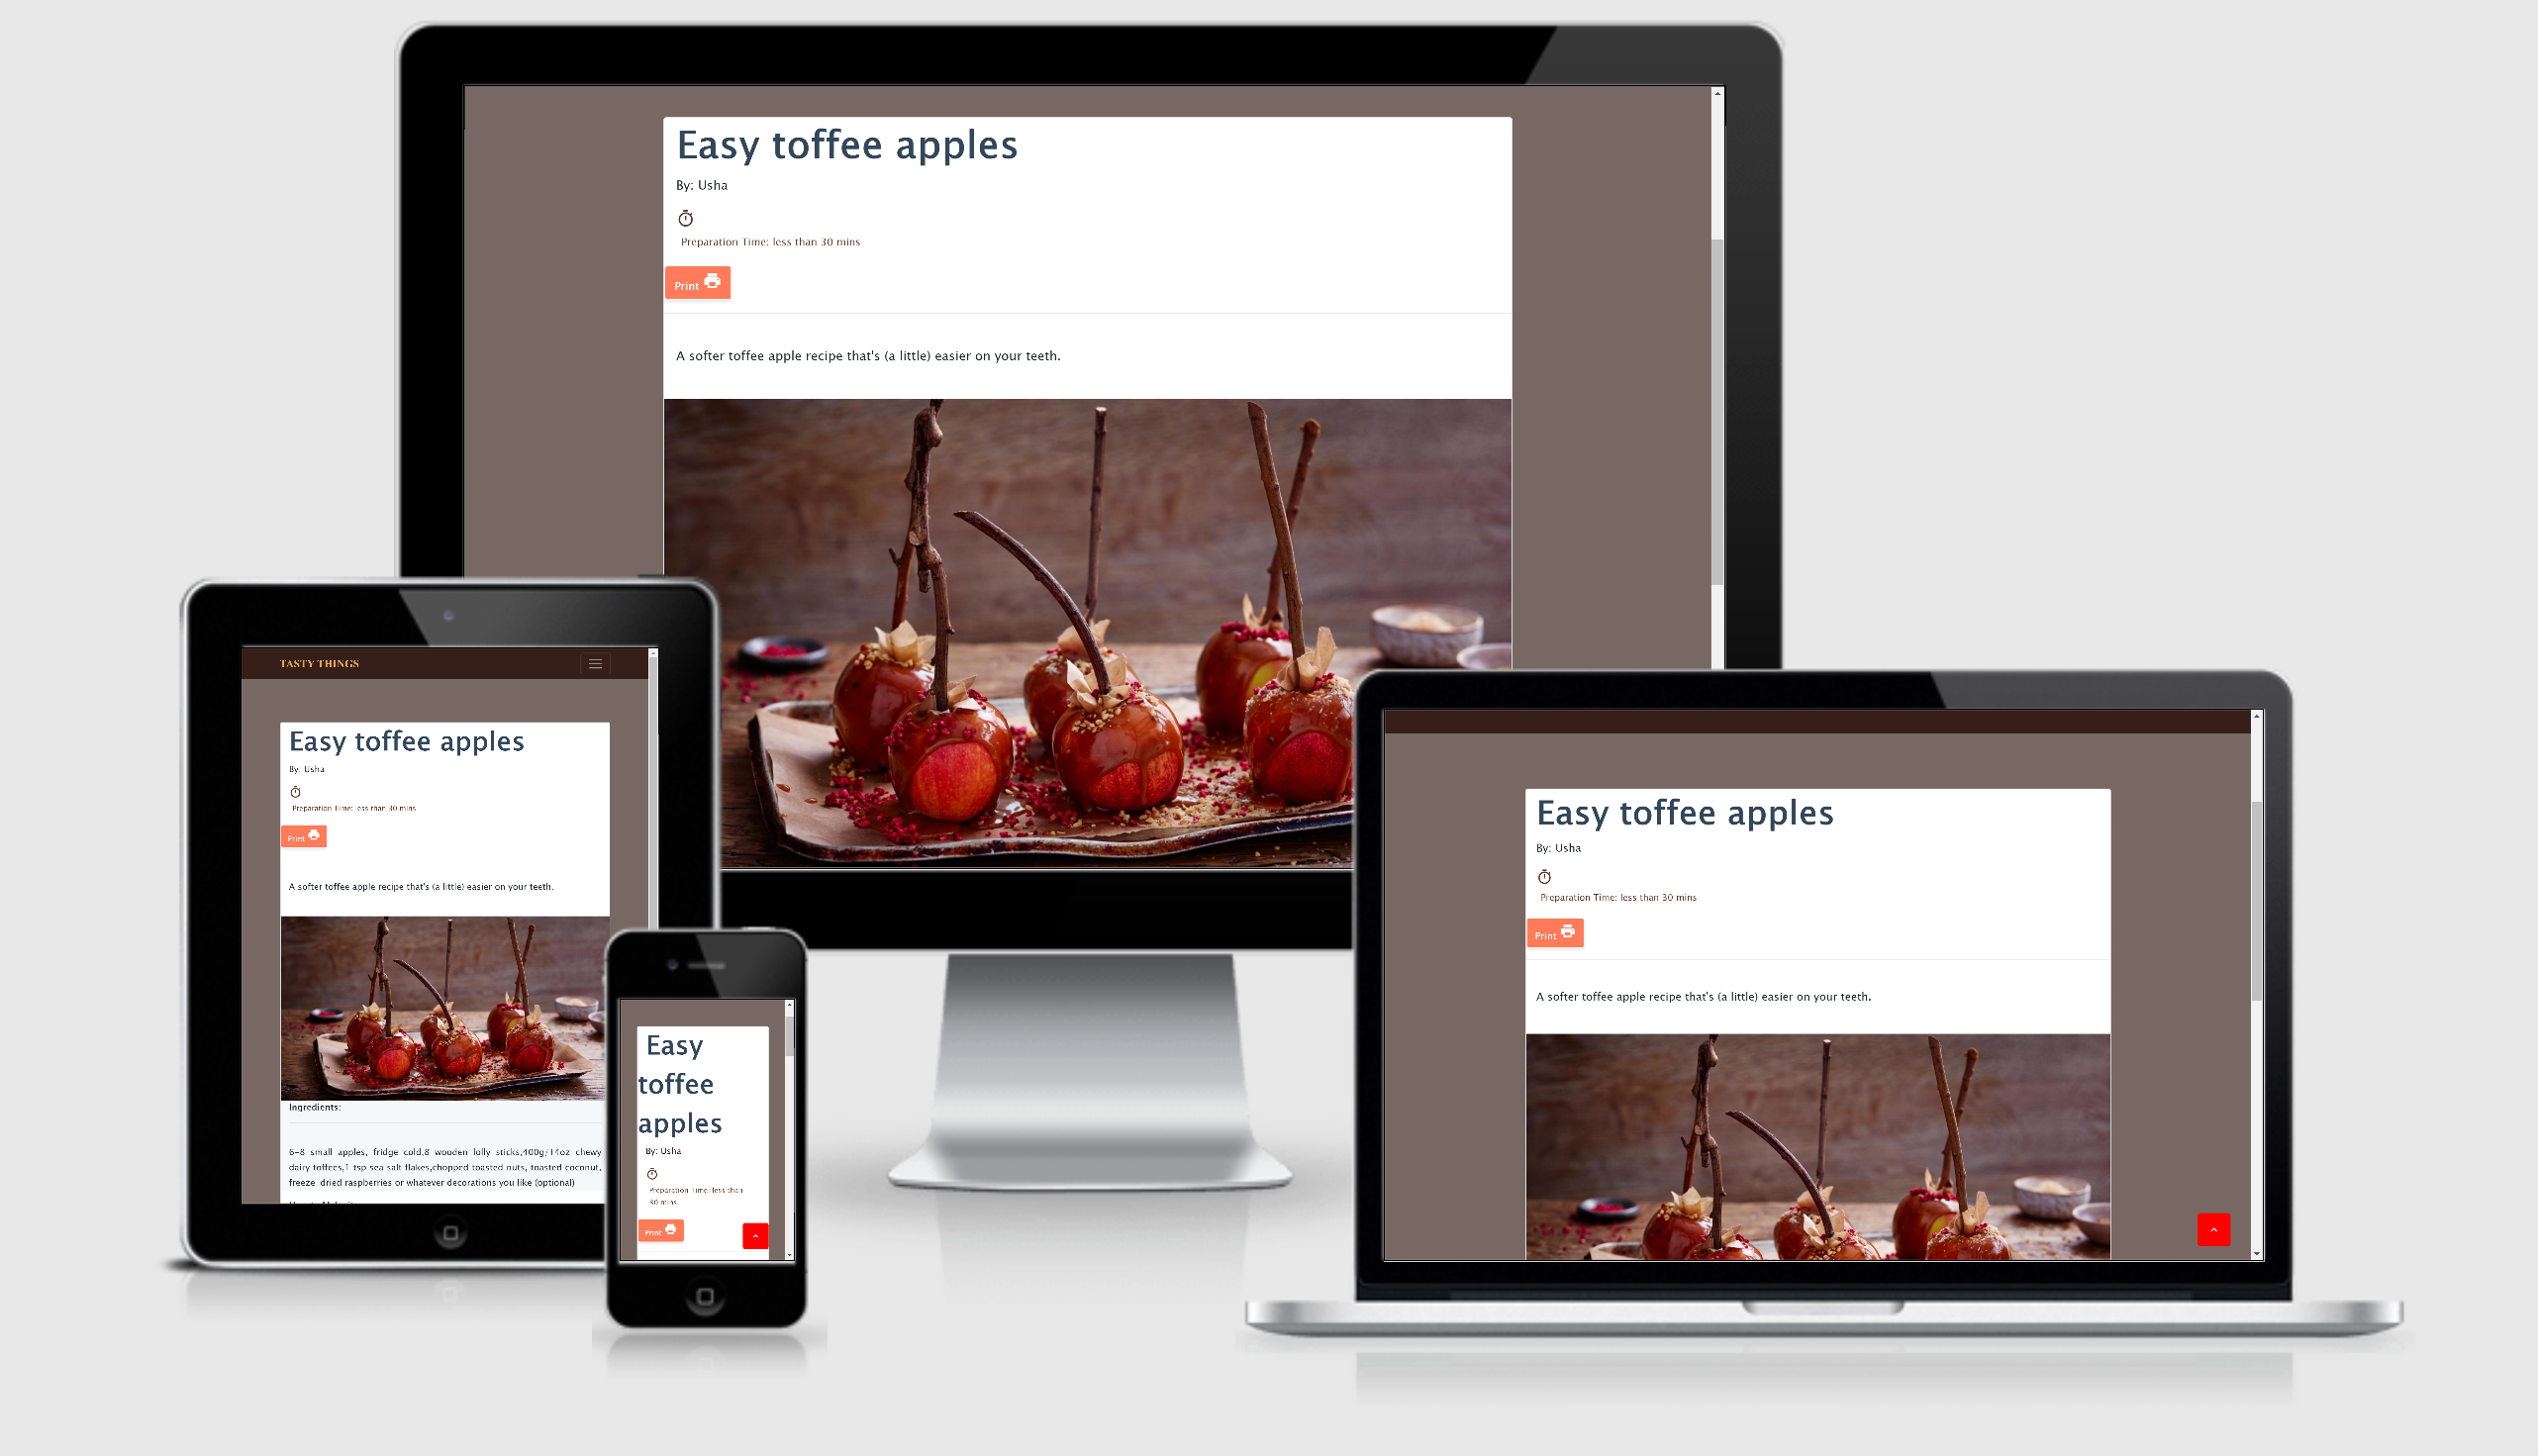 Easy toffee apples
By: Usha
Preparation Time: less than 30 mins
Print
A softer toffee apple recipe that's (a little) easier on your teeth.
TASTY THINGS
Easy toffee apples
By: Usha
Preparation Time: less than 30 mins
Print
A softer toffee apple recipe that's (a little) easier on your teeth.
Ingredients:
6-8 small apples, fridge cold,8 wooden lolly sticks,400g/14oz chewy
dairy toffees,1 tsp sea salt flakes,chopped toasted nuts, toasted coconut,
freeze-dried raspberries or whatever decorations you like (optional)
Easy
toffee
apples
By: Usha
Preparation Time: less than
30 mins
Print
Easy toffee apples
By: Usha
Preparation Time: less than 30 mins
Print
A softer toffee apple recipe that's (a little) easier on your teeth.